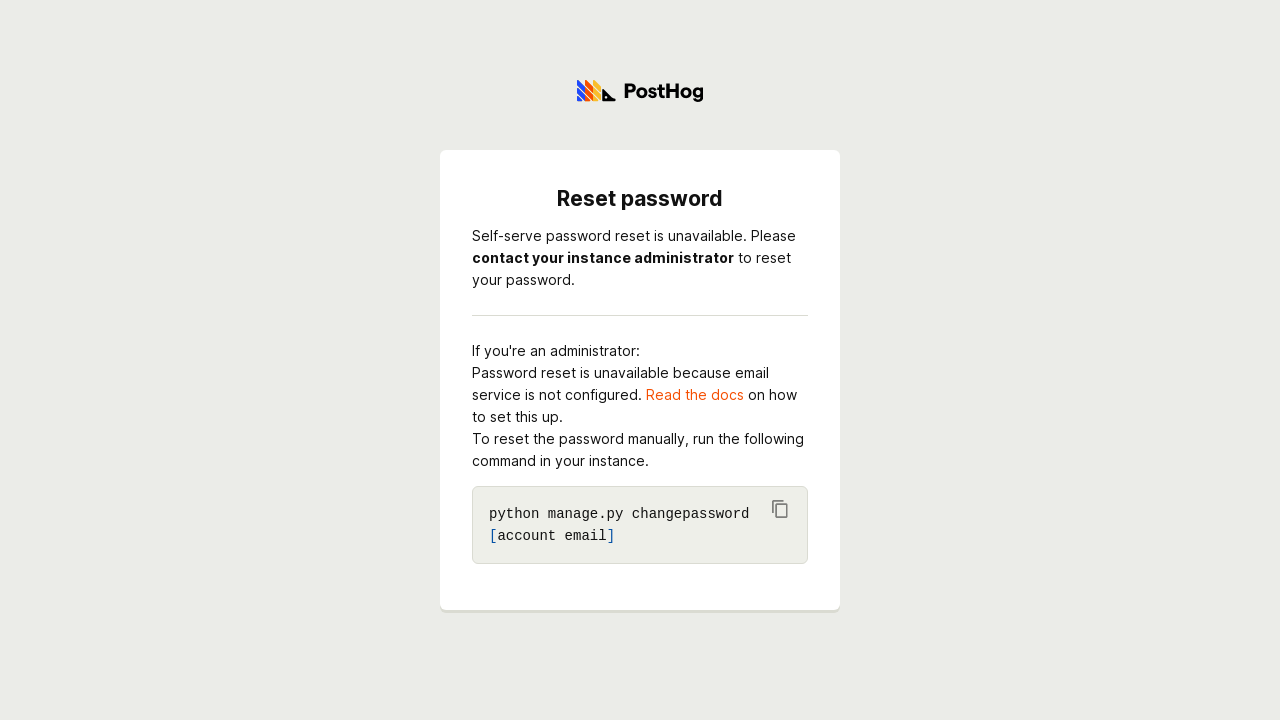 PostHog
Reset password
Self-serve password reset is unavailable. Please
contact your instance administrator to reset
your password.
If you're an administrator:
Password reset is unavailable because email
service is not configured. Read the docs on how
to set this up.
To reset the password manually, run the following
command in your instance.
python manage.py changepassword
[account email]